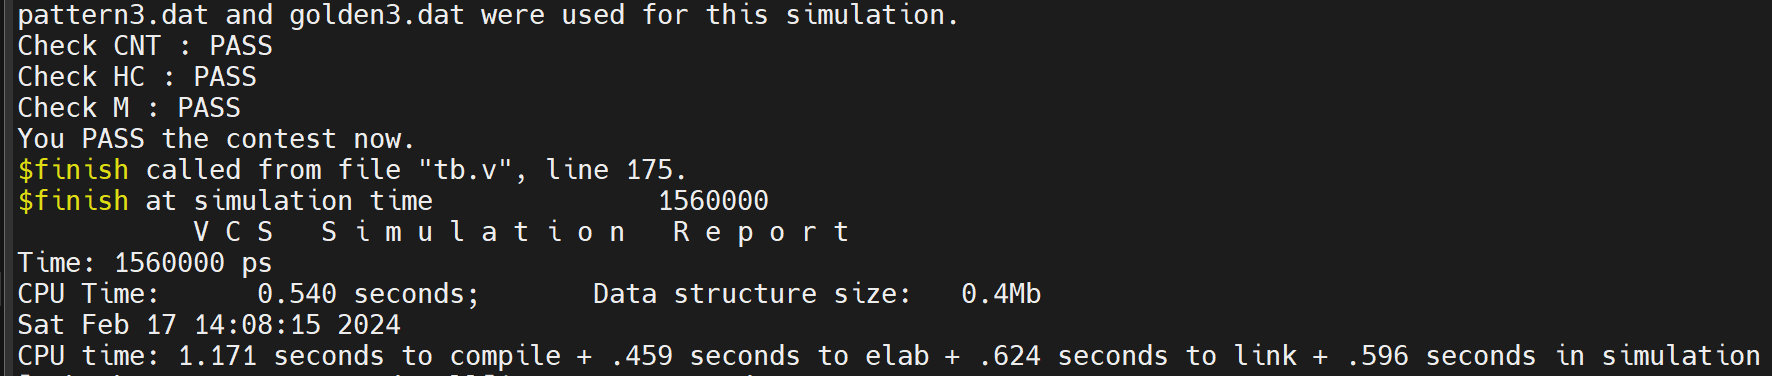 pattern3.dat and golden3.dat were used for this simulation.
Check CNT : PASS
Check HC : PASS
Check M : PASS
You PASS the contest now.
$finish called from file "tb.v", line 175.
$finish at simulation time 1560000
V C S S i m u l a t i o n R e p o r t
Time: 1560000 ps
CPU Time: 0.540 seconds; Data structure size: 0.4Mb
Sat Feb 17 14:08:15 2024
CPU time: 1.171 seconds to compile + .459 seconds to elab + .624 seconds to link + .596 seconds in simulation